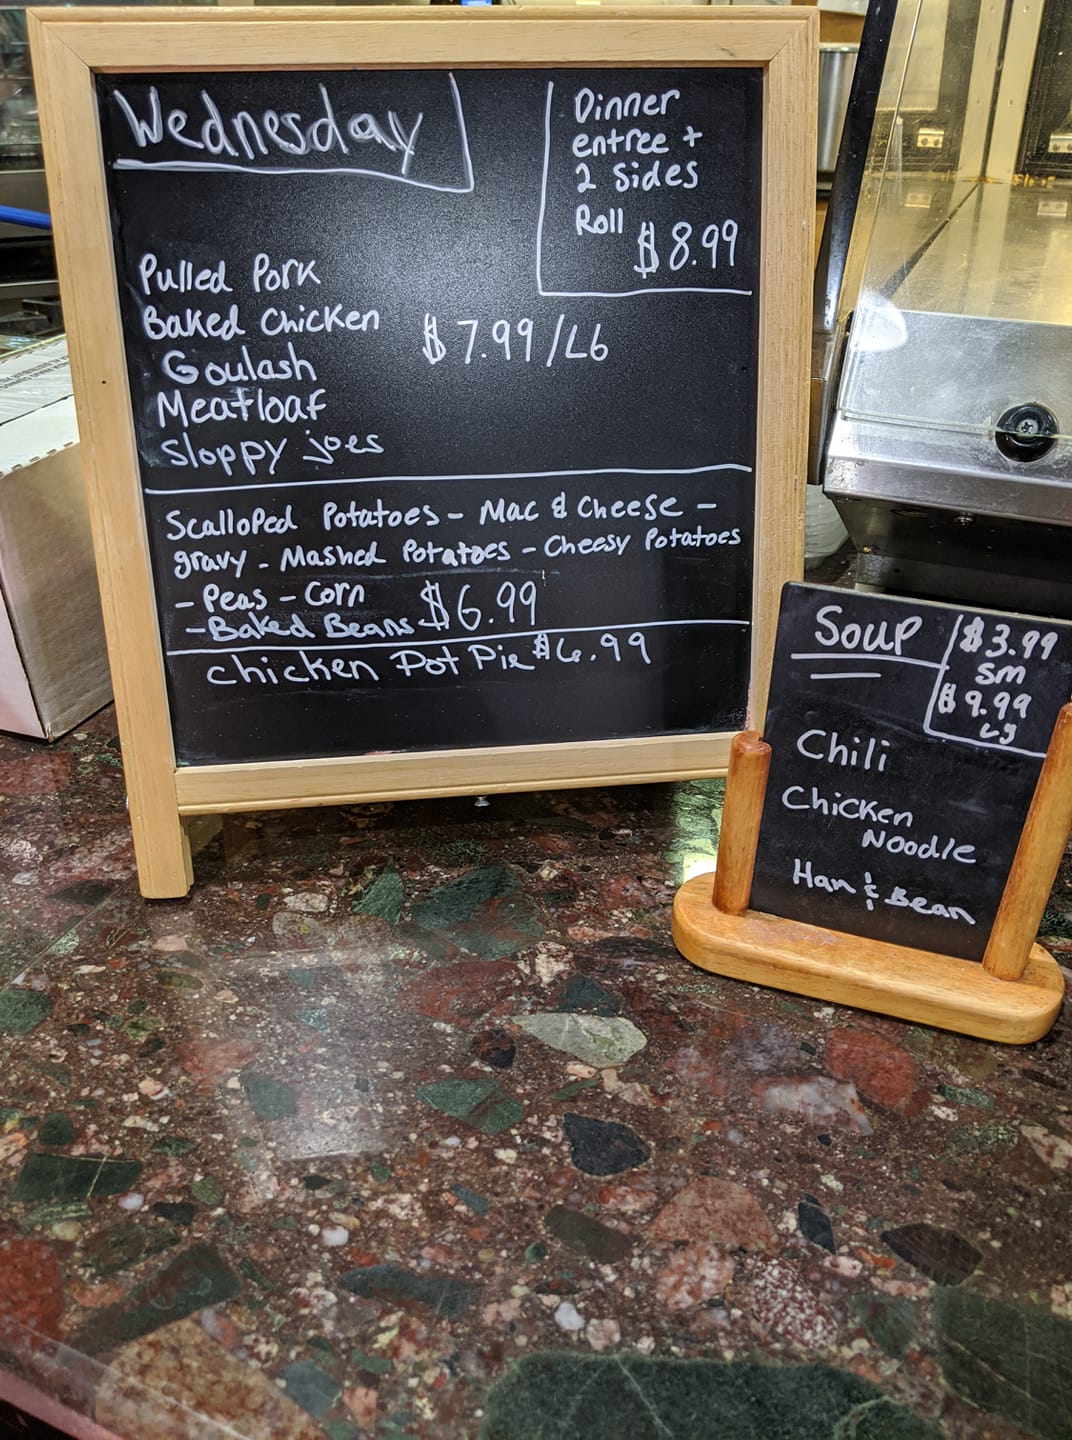 Wednesday
Dinner
entree +
2 sides
Roll
$8.99
Pulled Pork
Baked Chicken
$7.99/Lb
Goulash
Meatloaf
Sloppy joes
Scalloped Potatoes - Mac & Cheese -
gravy - Mashed Potatoes - Cheesy Potatoes
- Peas - Corn
- Baked Beans $6.99
Chicken Pot Pie $6.99
Soup
$3.99
sm
$9.99
Lg
Chili
Chicken
Noodle
Ham & Bean